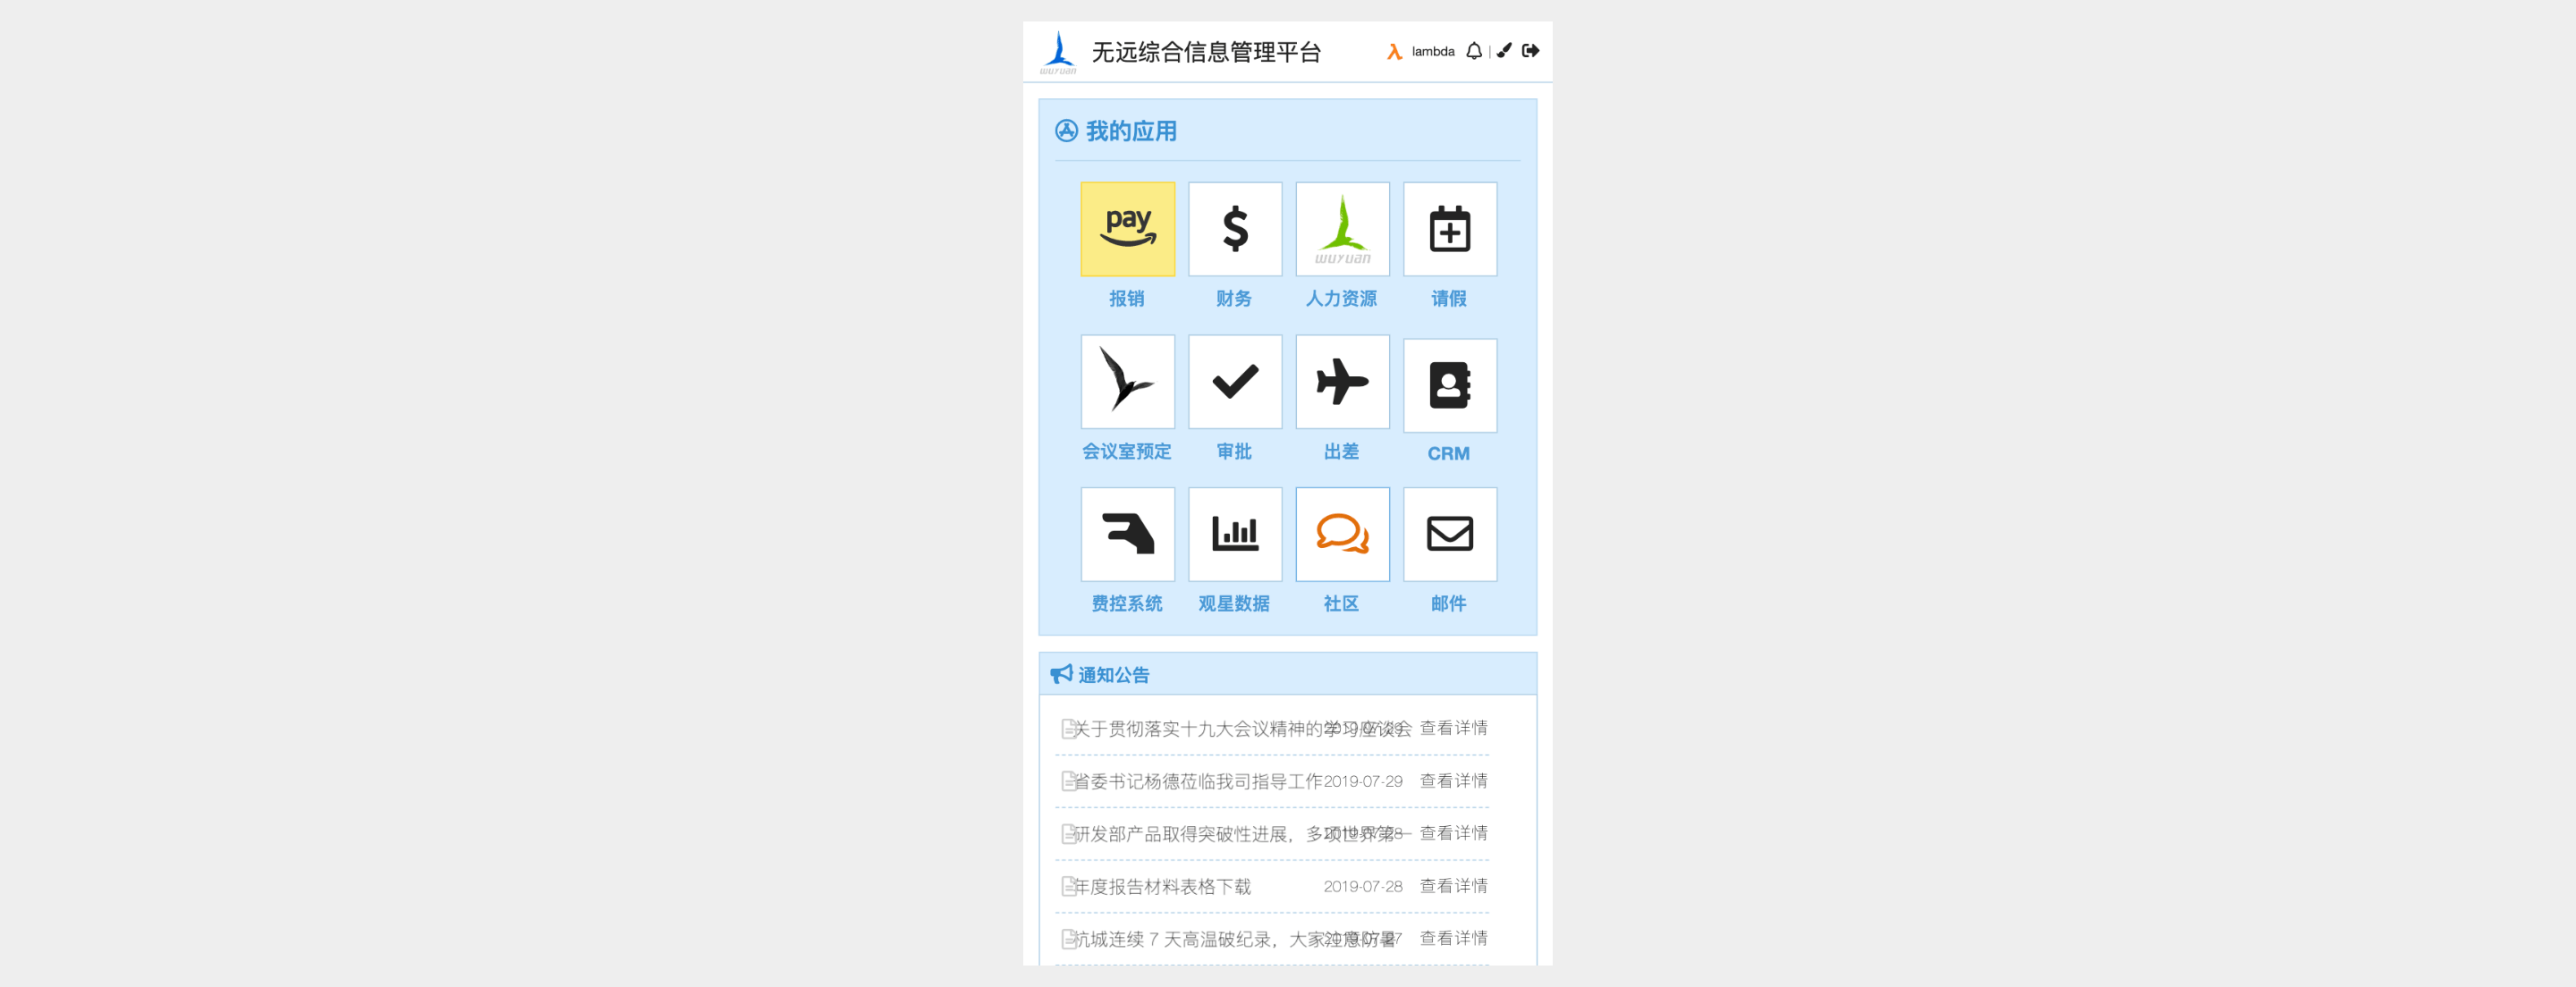 wuyuan
无远综合信息管理平台
λ lambda
我的应用
pay
$
wuyuan
报销 财务 人力资源 请假
会议室预定 审批 出差 CRM
费控系统 观星数据 社区 邮件
通知公告
关于贯彻落实十九大会议精神的学习座谈会 查看详情
省委书记杨德莅临我司指导工作 2019-07-29 查看详情
研发部产品取得突破性进展，多项世界第一 2019-07-28 查看详情
年度报告材料表格下载 2019-07-28 查看详情
杭城连续 7 天高温破纪录，大家注意防暑 2019-07-27 查看详情